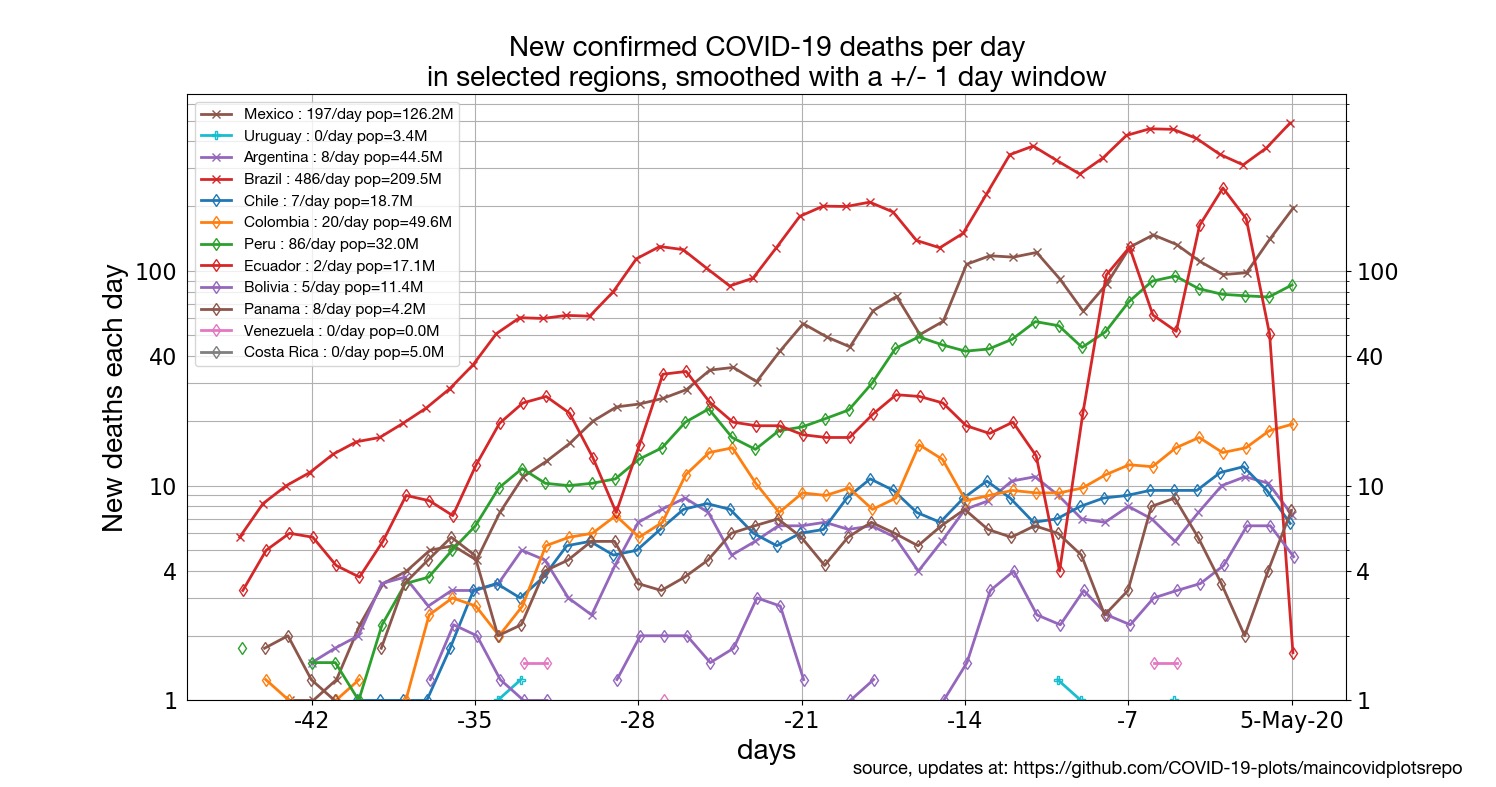 New confirmed COVID-19 deaths per day
in selected regions, smoothed with a +/- 1 day window
Mexico : 197/day pop=126.2M
Uruguay : 0/day pop=3.4M
Argentina : 8/day pop=44.5M
Brazil : 486/day pop=209.5M
Chile : 7/day pop=18.7M
Colombia : 20/day pop=49.6M
Peru : 86/day pop=32.0M
Ecuador : 2/day pop=17.1M
Bolivia : 5/day pop=11.4M
Panama : 8/day pop=4.2M
Venezuela : 0/day pop=0.0M
Costa Rica : 0/day pop=5.0M
New deaths each day
100
40
10
4
1
100
40
10
4
1
-42 -35 -28 -21 -14 -7 5-May-20
days
source, updates at: https://github.com/COVID-19-plots/maincovidplotsrepo